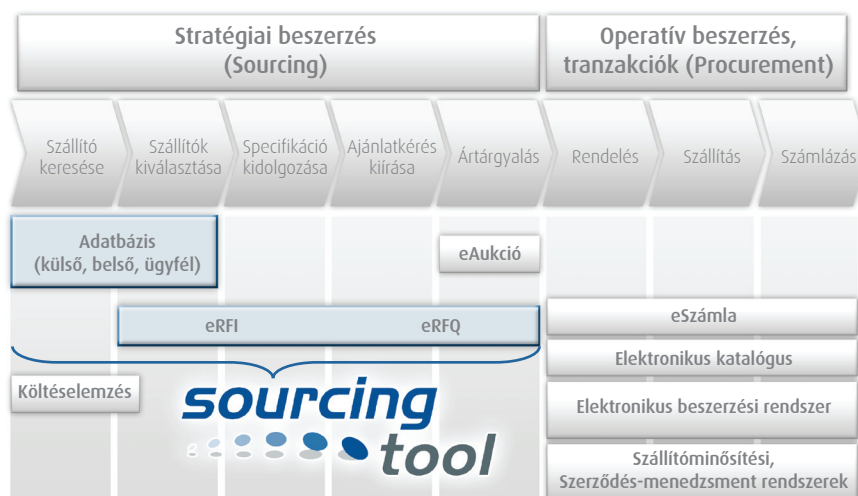 Stratégiai beszerzés
(Sourcing)
Operatív beszerzés,
tranzakciók (Procurement)
Szállító
keresése
Szállítók
kiválasztása
Specifikáció
kidolgozása
Ajánlatkérés
kiírása
Ártárgyalás
Rendelés
Szállítás
Számlázás
Adatbázis
(külső, belső, ügyfél)
eAukció
eRFI
eRFQ
eSzámla
Elektronikus katalógus
Költéselemzés
sourcing
tool
Elektronikus beszerzési rendszer
Szállítóminősítési,
Szerződés-menedzsment rendszerek